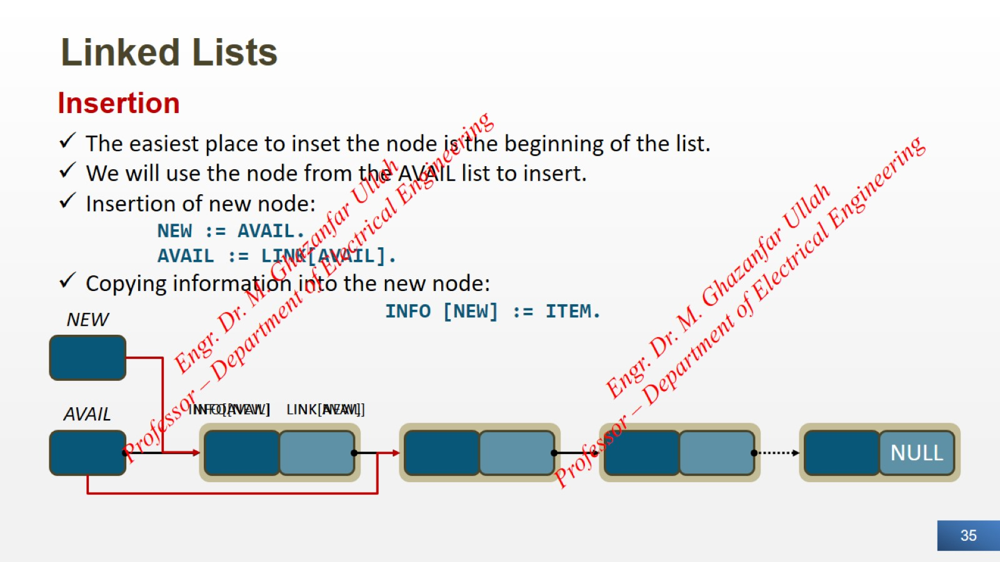 Linked Lists
Insertion
✓ The easiest place to inset the node is the beginning of the list.
✓ We will use the node from the AVAIL list to insert.
✓ Insertion of new node:
NEW := AVAIL.
AVAIL := LINK[AVAIL].
✓ Copying information into the new node:
INFO [NEW] := ITEM.
NEW
AVAIL
INFO[AVAIL] LINK[AVAIL]
INFO[NEW] LINK[NEW]
NULL
Engr. Dr. M. Ghazanfar Ullah
Professor – Department of Electrical Engineering
Engr. Dr. M. Ghazanfar Ullah
Professor – Department of Electrical Engineering
35